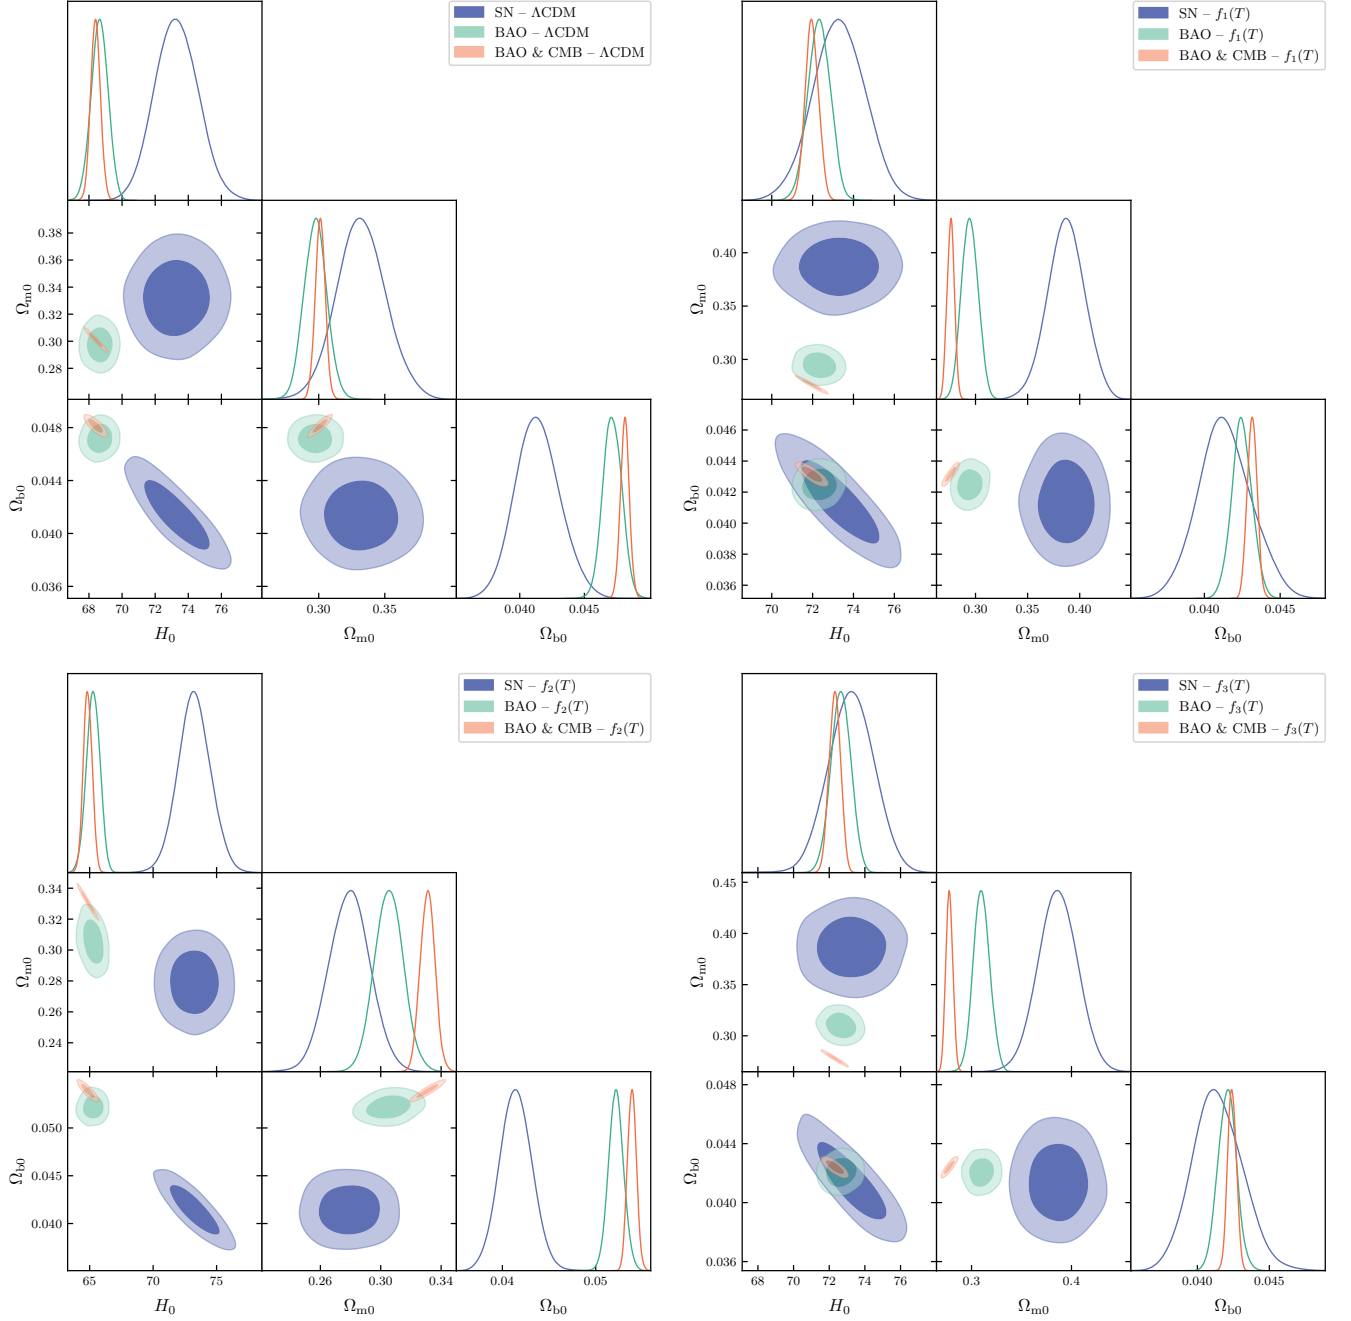 SN – ΛCDM
BAO – ΛCDM
BAO & CMB – ΛCDM
0.38
0.36
0.34
0.32
0.30
0.28
Ωm0
0.048
0.044
0.040
0.036
Ωb0
68 70 72 74 76
0.30 0.35
0.040 0.045
H0 Ωm0 Ωb0
SN – f1(T)
BAO – f1(T)
BAO & CMB – f1(T)
0.40
0.35
0.30
Ωm0
0.046
0.044
0.042
0.040
0.038
0.036
Ωb0
70 72 74 76
0.30 0.35 0.40
0.040 0.045
H0 Ωm0 Ωb0
SN – f2(T)
BAO – f2(T)
BAO & CMB – f2(T)
0.34
0.32
0.30
0.28
0.26
0.24
Ωm0
0.050
0.045
0.040
Ωb0
65 70 75
0.26 0.30 0.34
0.04 0.05
H0 Ωm0 Ωb0
SN – f3(T)
BAO – f3(T)
BAO & CMB – f3(T)
0.45
0.40
0.35
0.30
Ωm0
0.048
0.044
0.040
0.036
Ωb0
68 70 72 74 76
0.3 0.4
0.040 0.045
H0 Ωm0 Ωb0